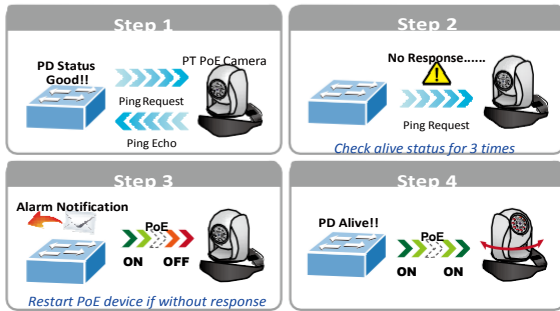 Step 1
PD Status
Good!!
PT PoE Camera
Ping Request
Ping Echo
Step 2
No Response......
Ping Request
Check alive status for 3 times
Step 3
Alarm Notification
PoE
ON OFF
Restart PoE device if without response
Step 4
PD Alive!!
PoE
ON ON